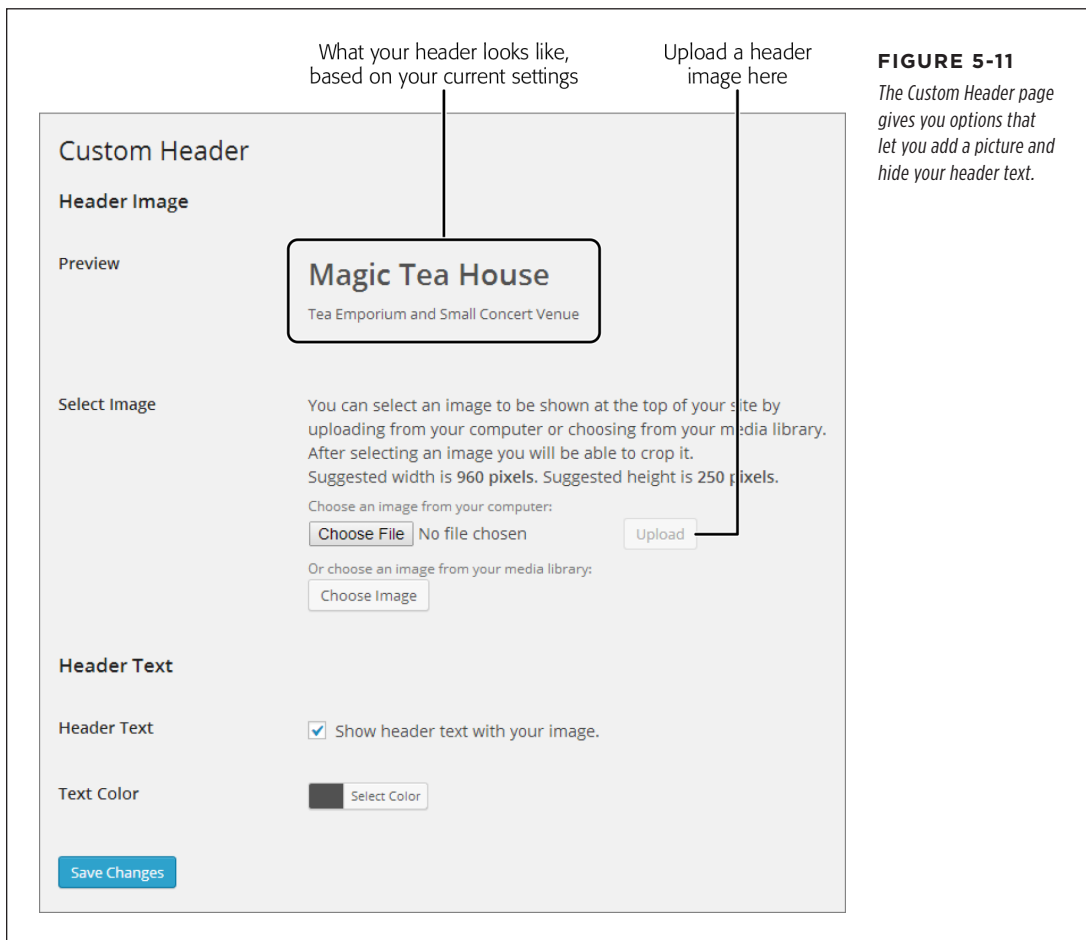 What your header looks like,
based on your current settings
Upload a header
image here
FIGURE 5-11
The Custom Header page
gives you options that
let you add a picture and
hide your header text.
Custom Header
Header Image
Preview
Magic Tea House
Tea Emporium and Small Concert Venue
Select Image
You can select an image to be shown at the top of your site by
uploading from your computer or choosing from your media library.
After selecting an image you will be able to crop it.
Suggested width is 960 pixels. Suggested height is 250 pixels.
Choose an image from your computer:
Choose File No file chosen
Upload
Or choose an image from your media library:
Choose Image
Header Text
Header Text
Show header text with your image.
Text Color
Select Color
Save Changes